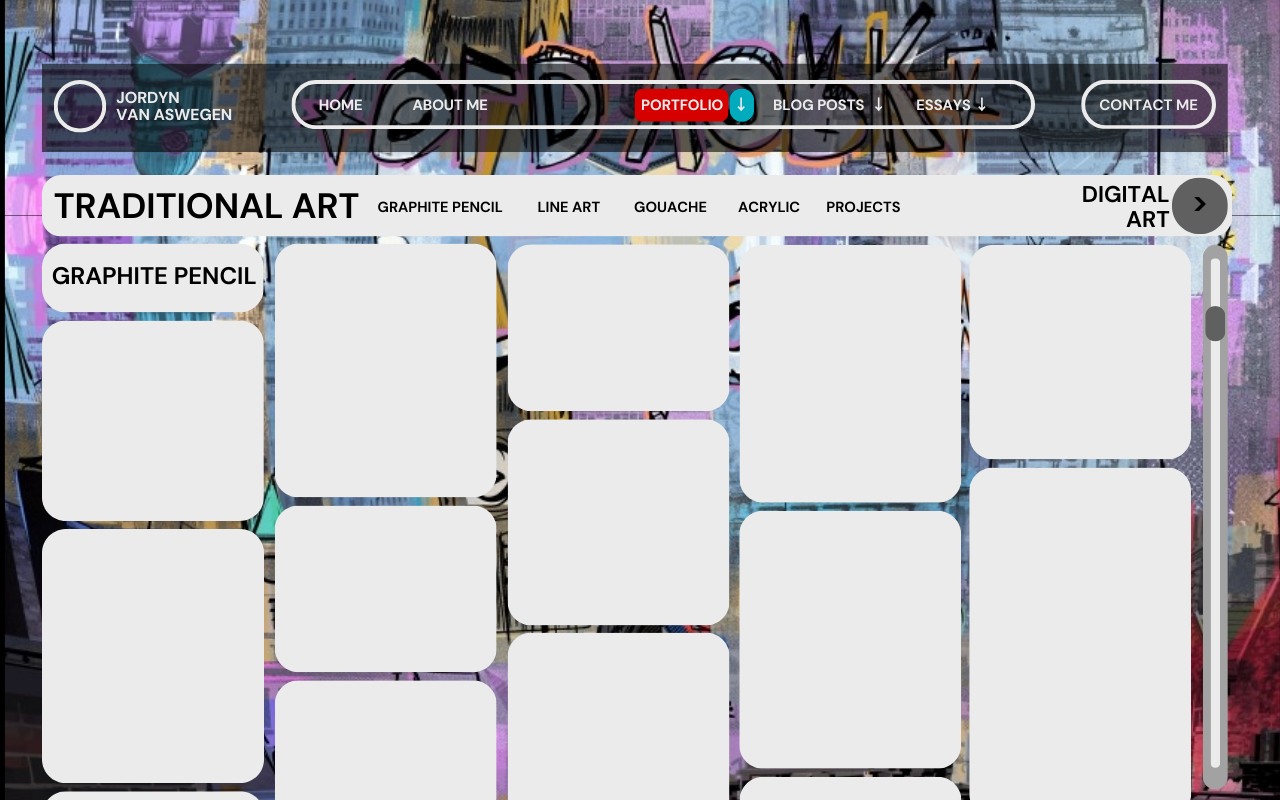 JORDYN
VAN ASWEGEN
HOME
ABOUT ME
PORTFOLIO ↓
BLOG POSTS ↓
ESSAYS ↓
CONTACT ME
TRADITIONAL ART
GRAPHITE PENCIL
LINE ART
GOUACHE
ACRYLIC
PROJECTS
DIGITAL
ART
›
GRAPHITE PENCIL